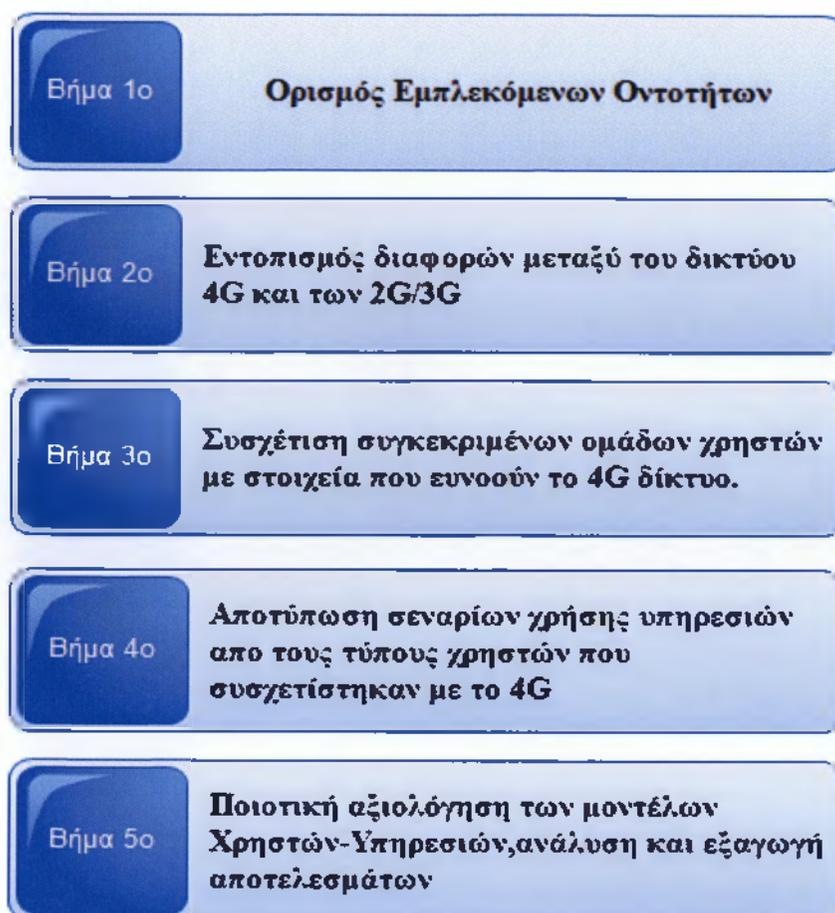 Βήμα 1ο
Ορισμός Εμπλεκόμενων Οντοτήτων
Βήμα 2ο
Εντοπισμός διαφορών μεταξύ του δικτύου
4G και των 2G/3G
Βήμα 3ο
Συσχέτιση συγκεκριμένων ομάδων χρηστών
με στοιχεία που ευνοούν το 4G δίκτυο.
Βήμα 4ο
Αποτύπωση σεναρίων χρήσης υπηρεσιών
απο τους τύπους χρηστών που
συσχετίστηκαν με το 4G
Βήμα 5ο
Ποιοτική αξιολόγηση των μοντέλων
Χρηστών-Υπηρεσιών,ανάλυση και εξαγωγή
αποτελεσμάτων